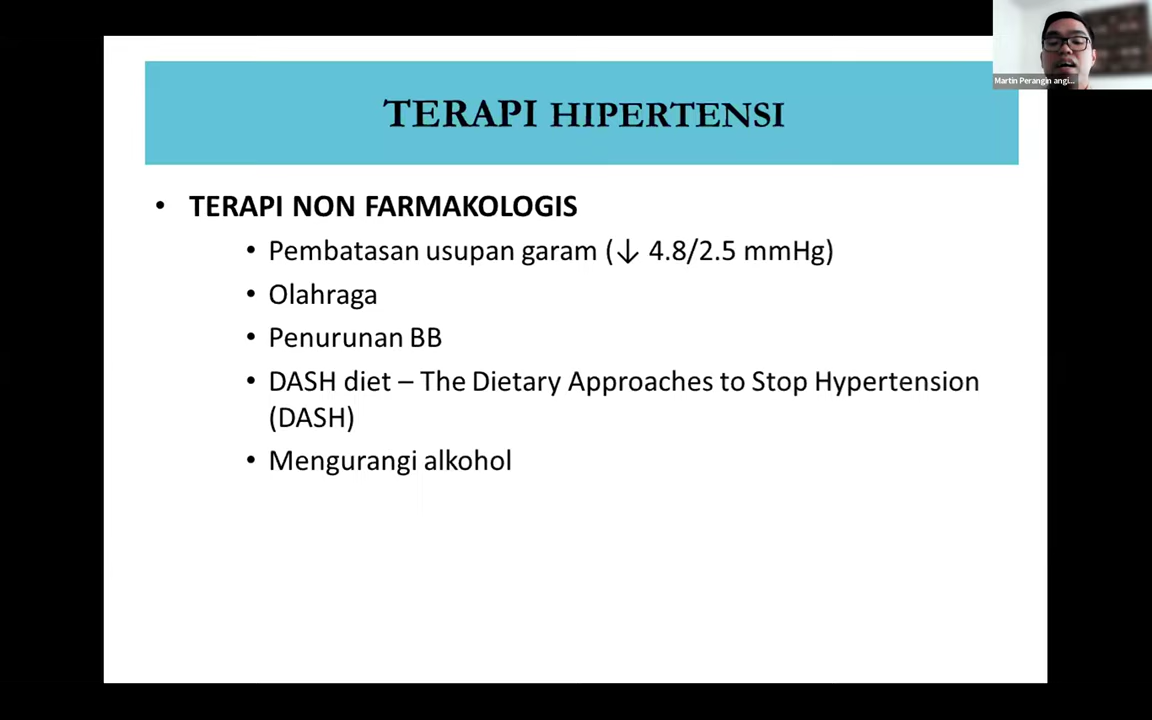 Martin Perangin angi...
TERAPI HIPERTENSI
• TERAPI NON FARMAKOLOGIS
• Pembatasan usupan garam (↓ 4.8/2.5 mmHg)
• Olahraga
• Penurunan BB
• DASH diet – The Dietary Approaches to Stop Hypertension
(DASH)
• Mengurangi alkohol